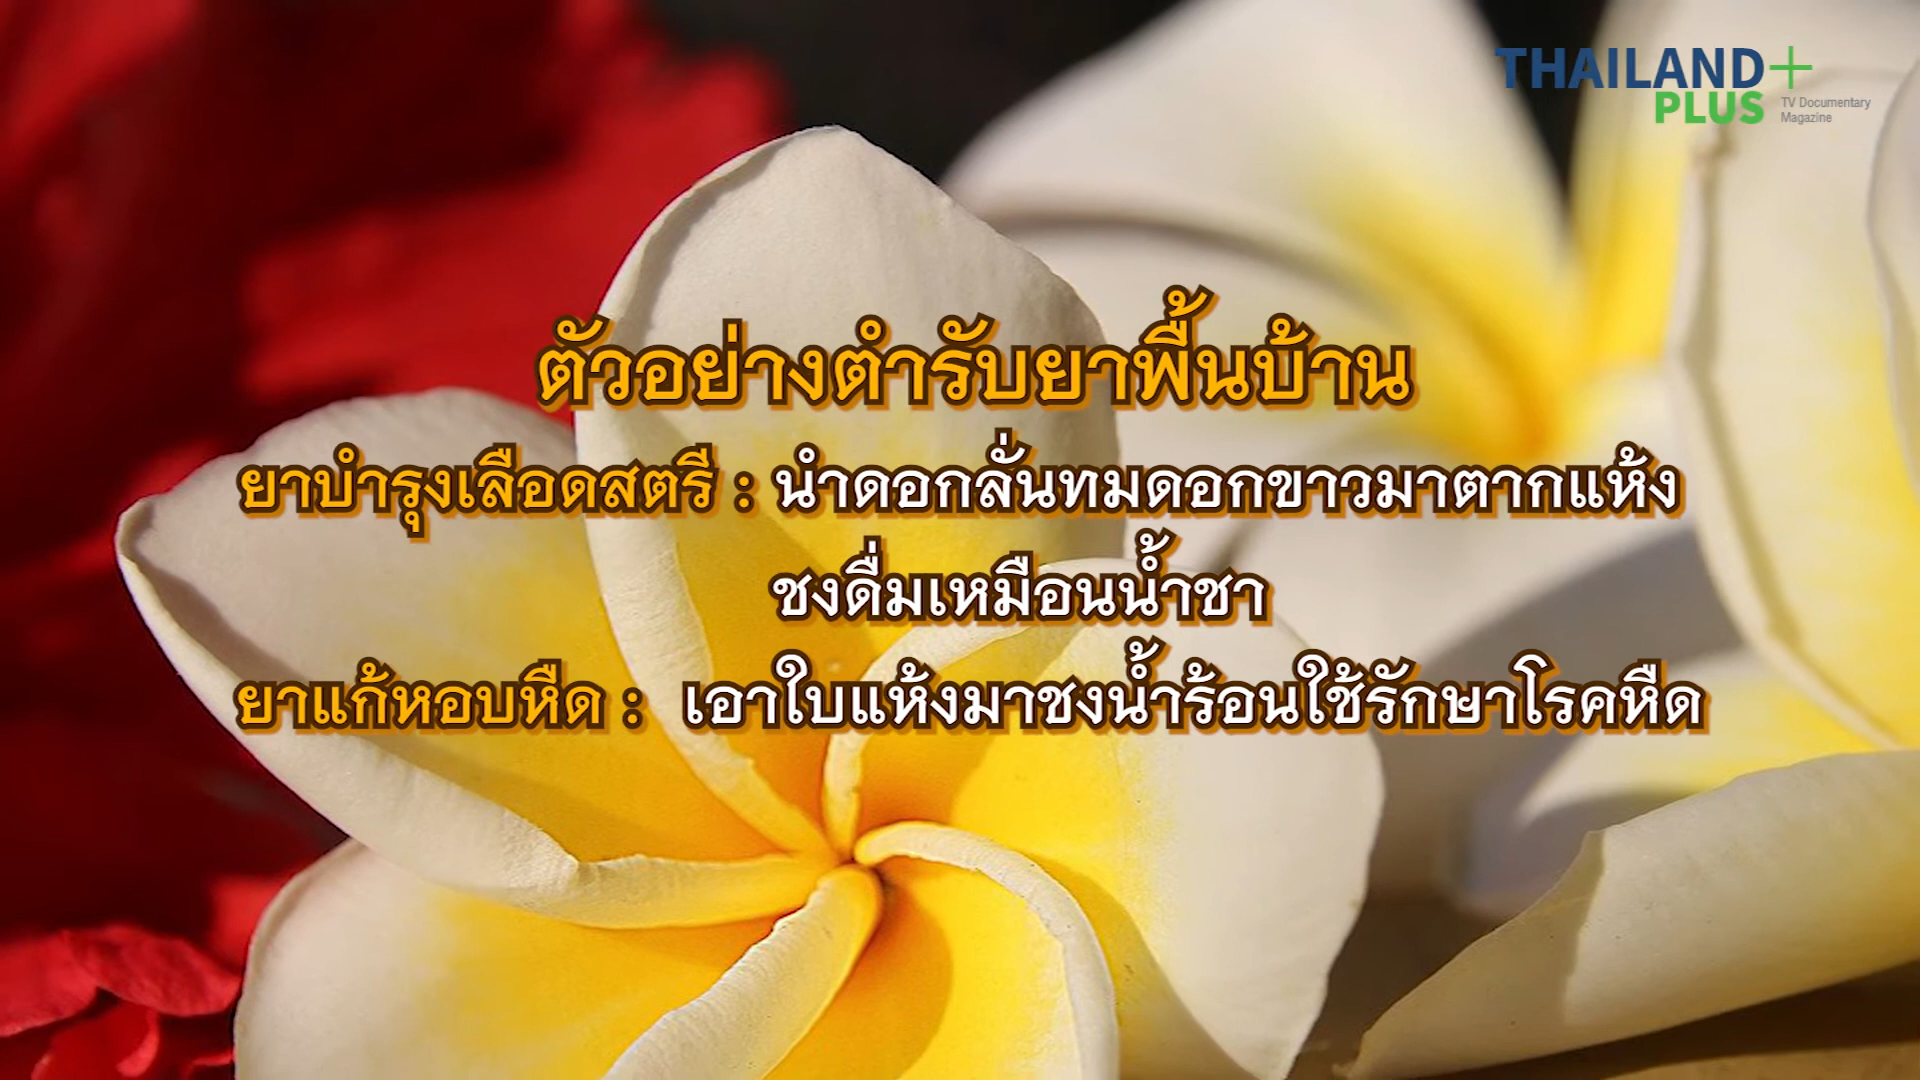 THAILAND+
PLUS
TV Documentary
Magazine
ตัวอย่างตำรับยาพื้นบ้าน
ยาบำรุงเลือดสตรี : นำดอกลั่นทมดอกขาวมาตากแห้ง
ชงดื่มเหมือนน้ำชา
ยาแก้หอบหืด : เอาใบแห้งมาชงน้ำร้อนใช้รักษาโรคหืด